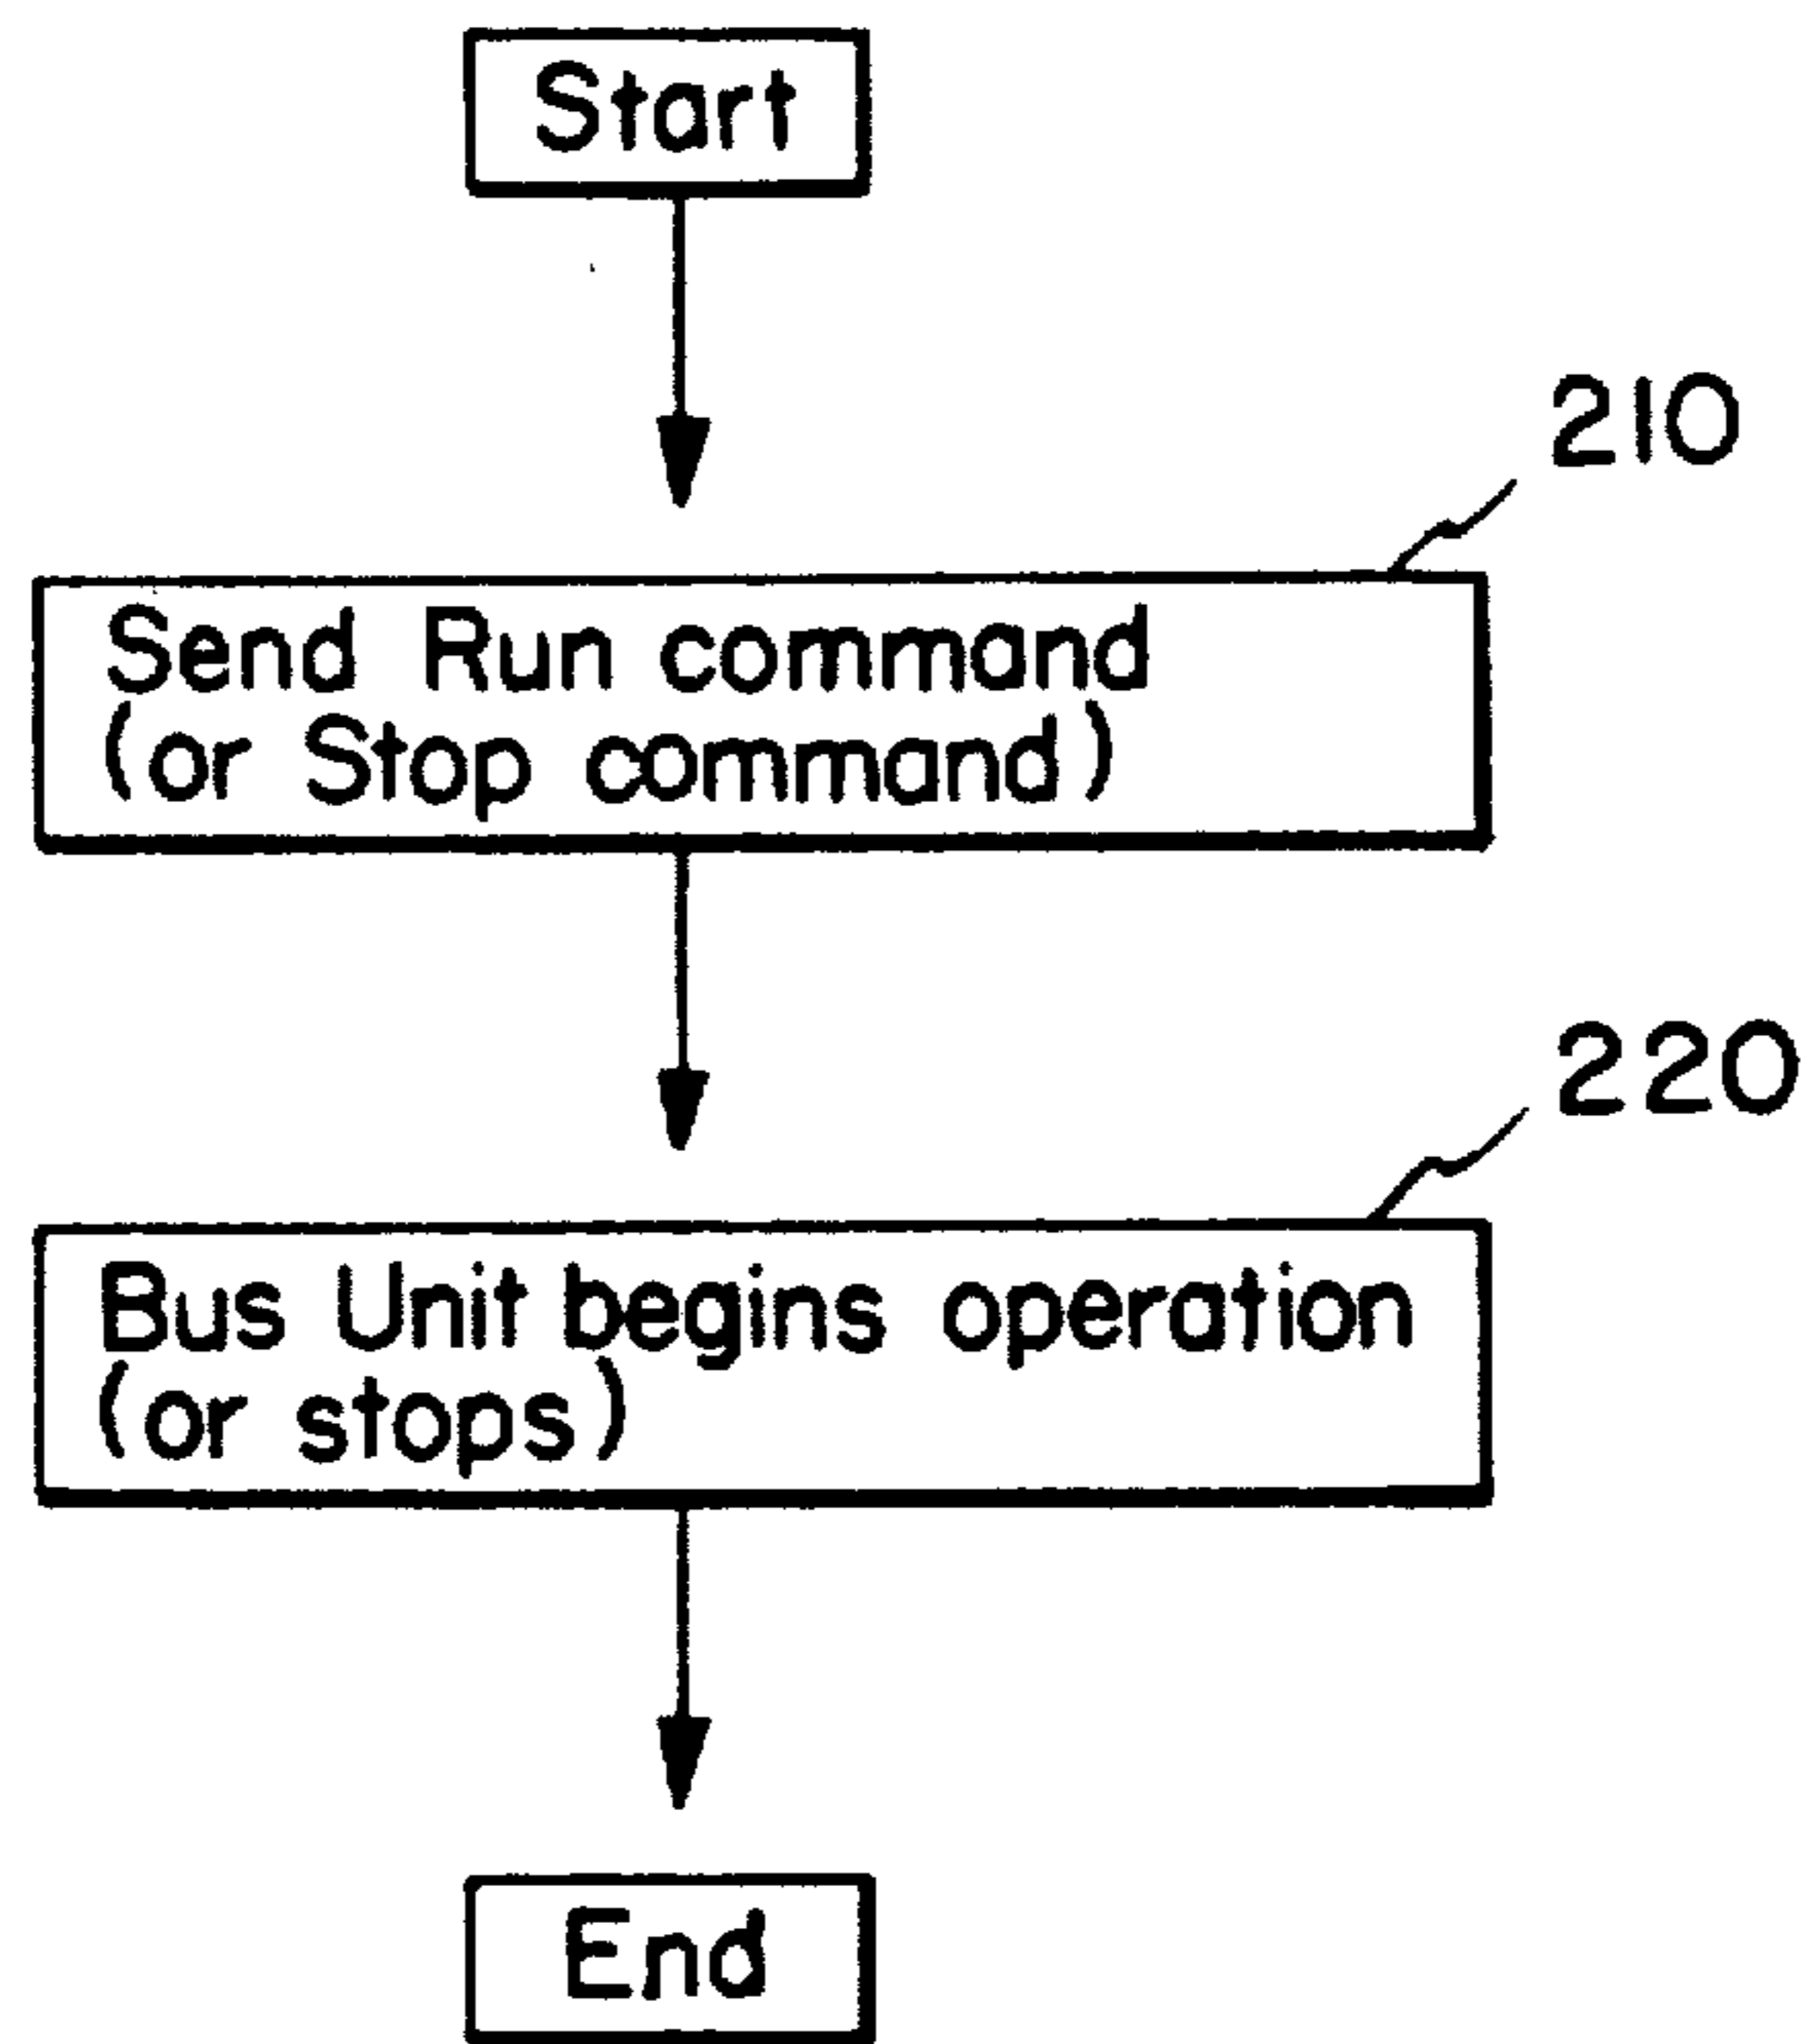 Start
210
Send Run command
(or Stop command)
220
Bus Unit begins operation
(or stops)
End